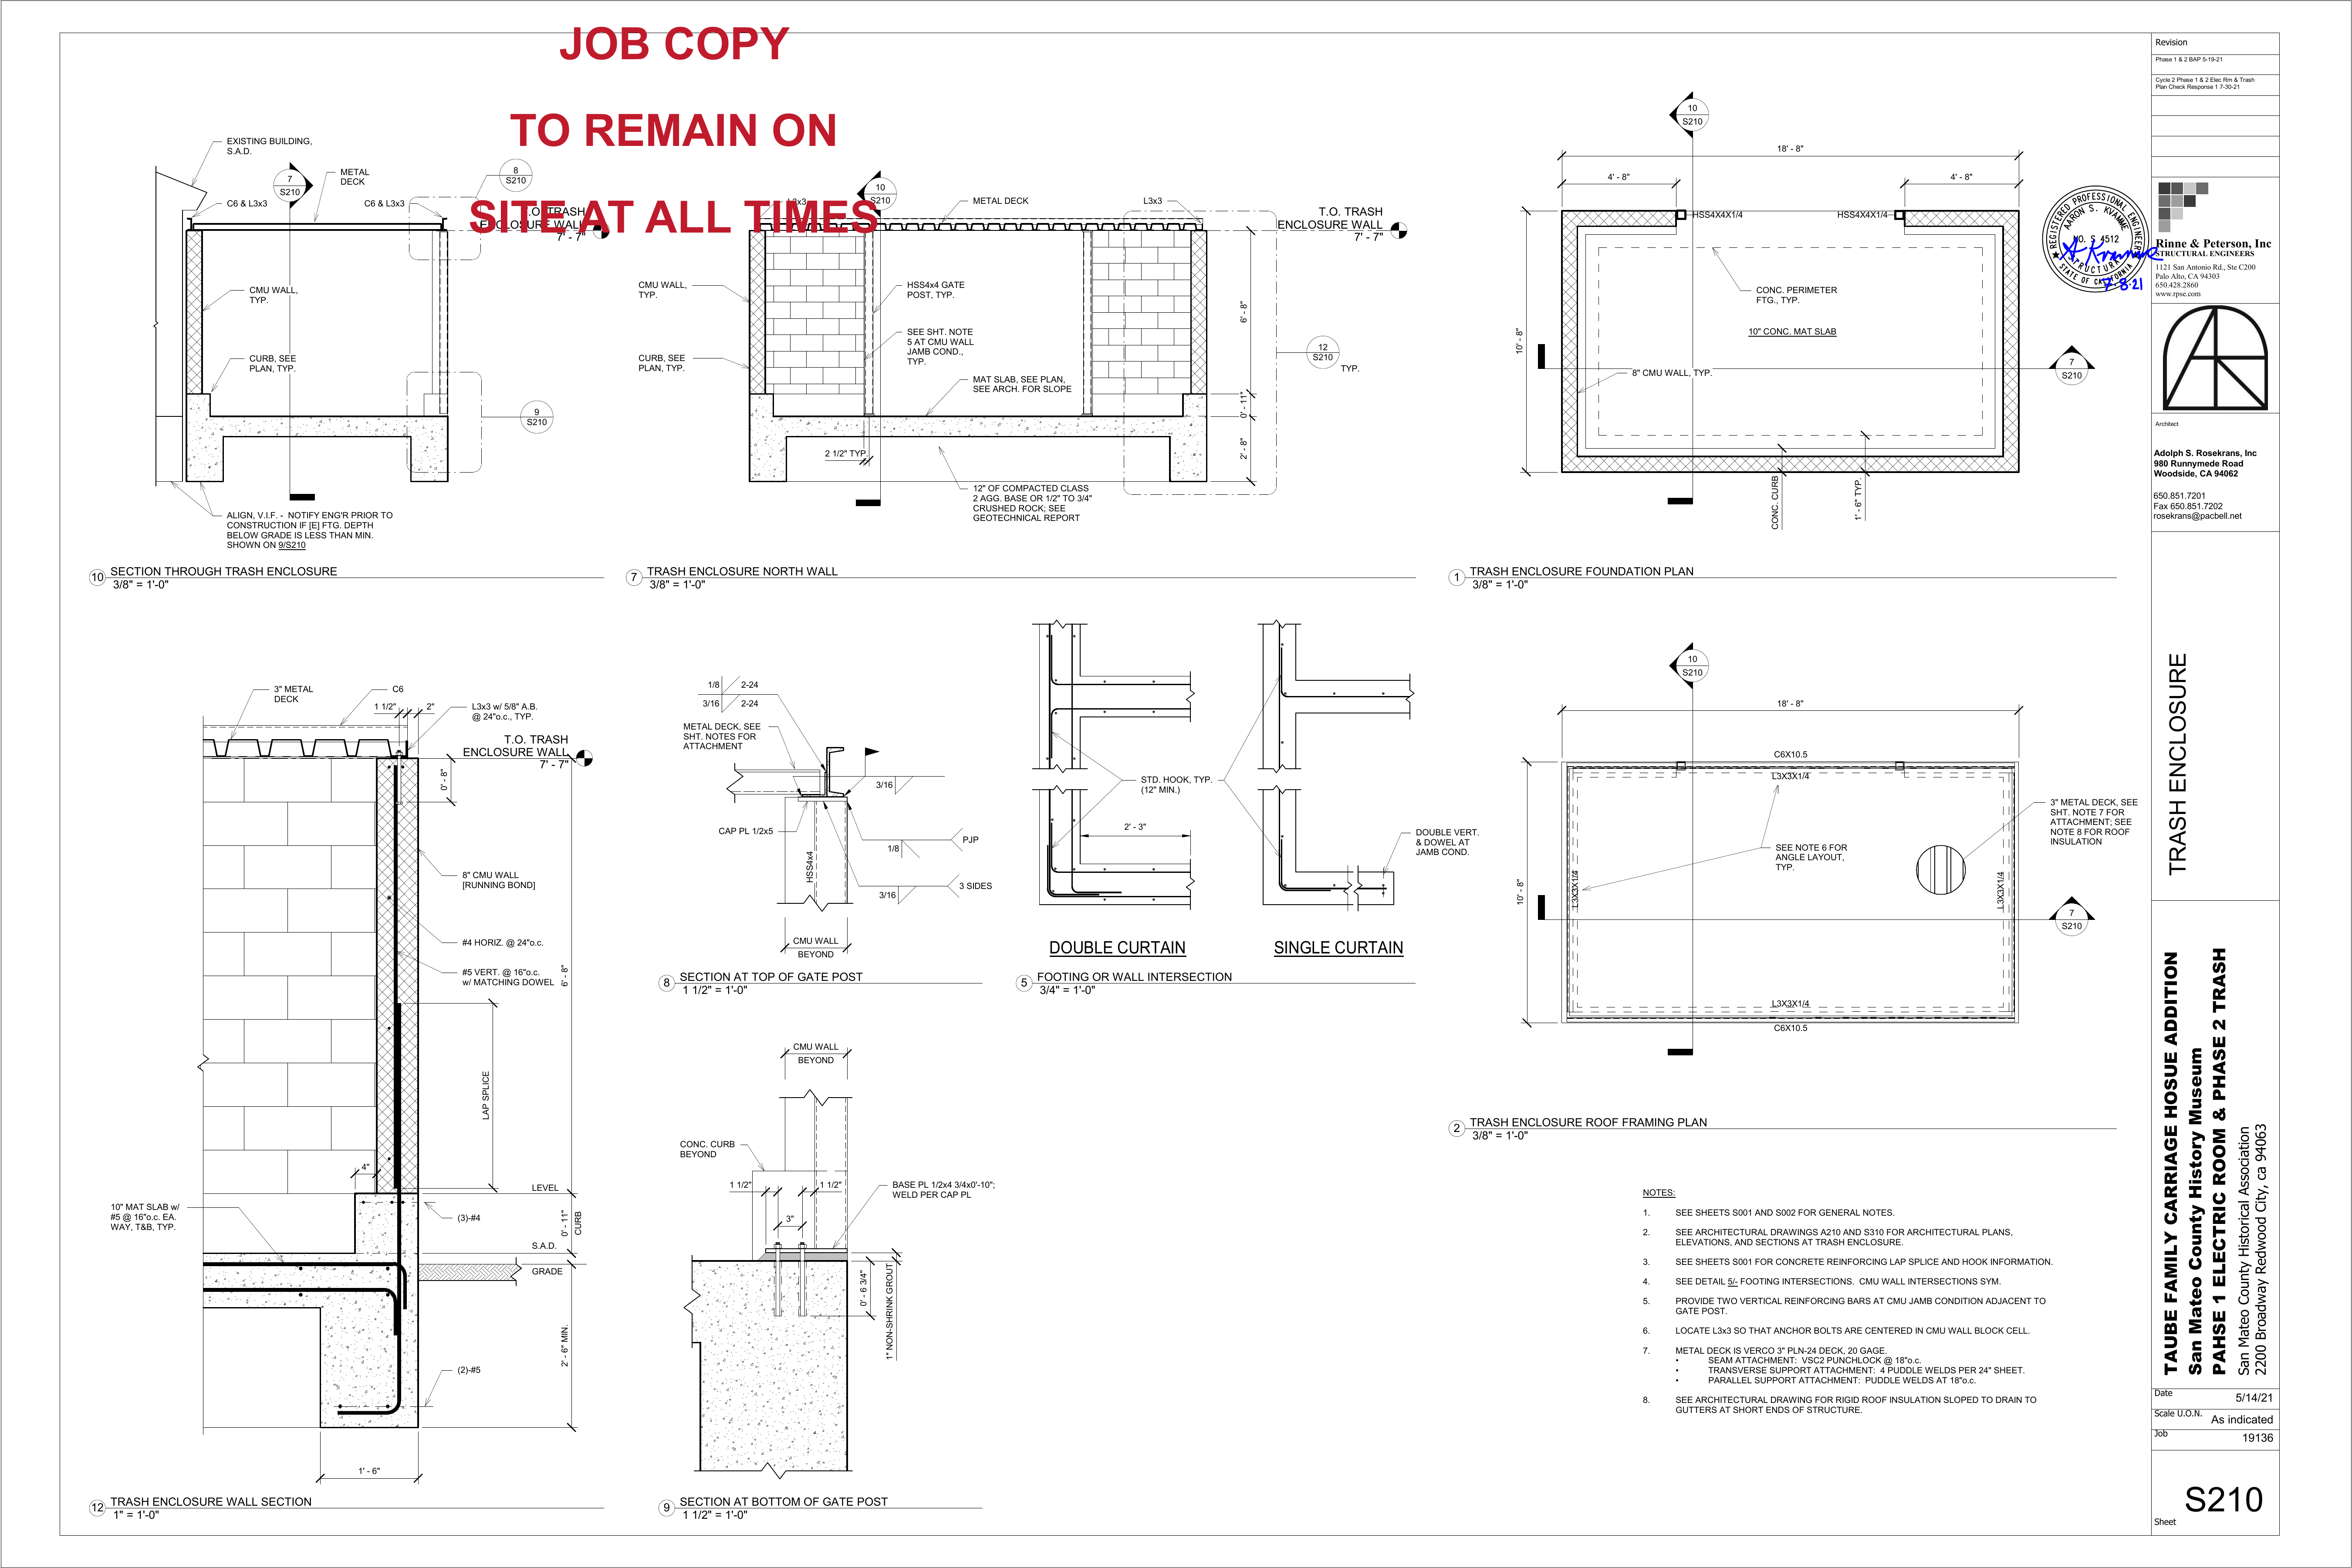 JOB COPY
TO REMAIN ON
SITE AT ALL TIMES
EXISTING BUILDING,
S.A.D.
7
S210
METAL
DECK
8
S210
C6 & L3x3
C6 & L3x3
T.O. TRASH
ENCLOSURE WALL
7' - 7"
CMU WALL,
TYP.
CURB, SEE
PLAN, TYP.
9
S210
ALIGN, V.I.F. - NOTIFY ENG'R PRIOR TO
CONSTRUCTION IF [E] FTG. DEPTH
BELOW GRADE IS LESS THAN MIN.
SHOWN ON 9/S210
10
SECTION THROUGH TRASH ENCLOSURE
3/8" = 1'-0"
10
S210
L3x3
METAL DECK
L3x3
T.O. TRASH
ENCLOSURE WALL
7' - 7"
CMU WALL,
TYP.
HSS4x4 GATE
POST, TYP.
SEE SHT. NOTE
5 AT CMU WALL
JAMB COND.,
TYP.
CURB, SEE
PLAN, TYP.
MAT SLAB, SEE PLAN,
SEE ARCH. FOR SLOPE
6' - 8"
0' - 11"
2' - 8"
12
S210
TYP.
2 1/2" TYP.
12" OF COMPACTED CLASS
2 AGG. BASE OR 1/2" TO 3/4"
CRUSHED ROCK; SEE
GEOTECHNICAL REPORT
7
TRASH ENCLOSURE NORTH WALL
3/8" = 1'-0"
10
S210
18' - 8"
4' - 8"
4' - 8"
HSS4X4X1/4
HSS4X4X1/4
CONC. PERIMETER
FTG., TYP.
10" CONC. MAT SLAB
10' - 8"
8" CMU WALL, TYP.
7
S210
CONC. CURB
1' - 6" TYP.
1
TRASH ENCLOSURE FOUNDATION PLAN
3/8" = 1'-0"
3" METAL
DECK
C6
1 1/2"
2"
L3x3 w/ 5/8" A.B.
@ 24"o.c., TYP.
T.O. TRASH
ENCLOSURE WALL
7' - 7"
0' - 8"
8" CMU WALL
[RUNNING BOND]
#4 HORIZ. @ 24"o.c.
#5 VERT. @ 16"o.c.
w/ MATCHING DOWEL
6' - 8"
LAP SPLICE
4"
LEVEL
10" MAT SLAB w/
#5 @ 16"o.c. EA.
WAY, T&B, TYP.
(3)-#4
0' - 11"
CURB
S.A.D.
GRADE
2' - 6" MIN.
(2)-#5
1' - 6"
12
TRASH ENCLOSURE WALL SECTION
1" = 1'-0"
1/8
2-24
3/16
2-24
METAL DECK, SEE
SHT. NOTES FOR
ATTACHMENT
3/16
CAP PL 1/2x5
HSS4x4
PJP
1/8
3 SIDES
3/16
CMU WALL
BEYOND
8
SECTION AT TOP OF GATE POST
1 1/2" = 1'-0"
STD. HOOK, TYP.
(12" MIN.)
2' - 3"
DOUBLE VERT.
& DOWEL AT
JAMB COND.
DOUBLE CURTAIN
SINGLE CURTAIN
5
FOOTING OR WALL INTERSECTION
3/4" = 1'-0"
CMU WALL
BEYOND
CONC. CURB
BEYOND
1 1/2"
1 1/2"
3"
BASE PL 1/2x4 3/4x0'-10";
WELD PER CAP PL
0' - 6 3/4"
1" NON-SHRINK GROUT
9
SECTION AT BOTTOM OF GATE POST
1 1/2" = 1'-0"
10
S210
18' - 8"
C6X10.5
L3X3X1/4
10' - 8"
L3X3X1/4
SEE NOTE 6 FOR
ANGLE LAYOUT,
TYP.
L3X3X1/4
3" METAL DECK, SEE
SHT. NOTE 7 FOR
ATTACHMENT; SEE
NOTE 8 FOR ROOF
INSULATION
7
S210
L3X3X1/4
C6X10.5
2
TRASH ENCLOSURE ROOF FRAMING PLAN
3/8" = 1'-0"
NOTES:
1. SEE SHEETS S001 AND S002 FOR GENERAL NOTES.
2. SEE ARCHITECTURAL DRAWINGS A210 AND S310 FOR ARCHITECTURAL PLANS,
ELEVATIONS, AND SECTIONS AT TRASH ENCLOSURE.
3. SEE SHEETS S001 FOR CONCRETE REINFORCING LAP SPLICE AND HOOK INFORMATION.
4. SEE DETAIL 5/- FOOTING INTERSECTIONS. CMU WALL INTERSECTIONS SYM.
5. PROVIDE TWO VERTICAL REINFORCING BARS AT CMU JAMB CONDITION ADJACENT TO
GATE POST.
6. LOCATE L3x3 SO THAT ANCHOR BOLTS ARE CENTERED IN CMU WALL BLOCK CELL.
7. METAL DECK IS VERCO 3" PLN-24 DECK, 20 GAGE.
• SEAM ATTACHMENT: VSC2 PUNCHLOCK @ 18"o.c.
• TRANSVERSE SUPPORT ATTACHMENT: 4 PUDDLE WELDS PER 24" SHEET.
• PARALLEL SUPPORT ATTACHMENT: PUDDLE WELDS AT 18"o.c.
8. SEE ARCHITECTURAL DRAWING FOR RIGID ROOF INSULATION SLOPED TO DRAIN TO
GUTTERS AT SHORT ENDS OF STRUCTURE.
Revision
Phase 1 & 2 BAP 5-19-21
Cycle 2 Phase 1 & 2 Elec Rm & Trash
Plan Check Response 1 7-30-21
REGISTERED PROFESSIONAL ENGINEER
AARON S. KVAMME
NO. S 4512
STRUCTURAL
STATE OF CALIFORNIA
7.8.21
Rinne & Peterson, Inc
STRUCTURAL ENGINEERS
1121 San Antonio Rd., Ste C200
Palo Alto, CA 94303
650.428.2860
www.rpse.com
Architect
Adolph S. Rosekrans, Inc
980 Runnymede Road
Woodside, CA 94062
650.851.7201
Fax 650.851.7202
rosekrans@pacbell.net
TRASH ENCLOSURE
TAUBE FAMILY CARRIAGE HOSUE ADDITION
San Mateo County History Museum
PAHSE 1 ELECTRIC ROOM & PHASE 2 TRASH
San Mateo County Historical Association
2200 Broadway Redwood City, ca 94063
Date
5/14/21
Scale U.O.N.
As indicated
Job
19136
S210
Sheet